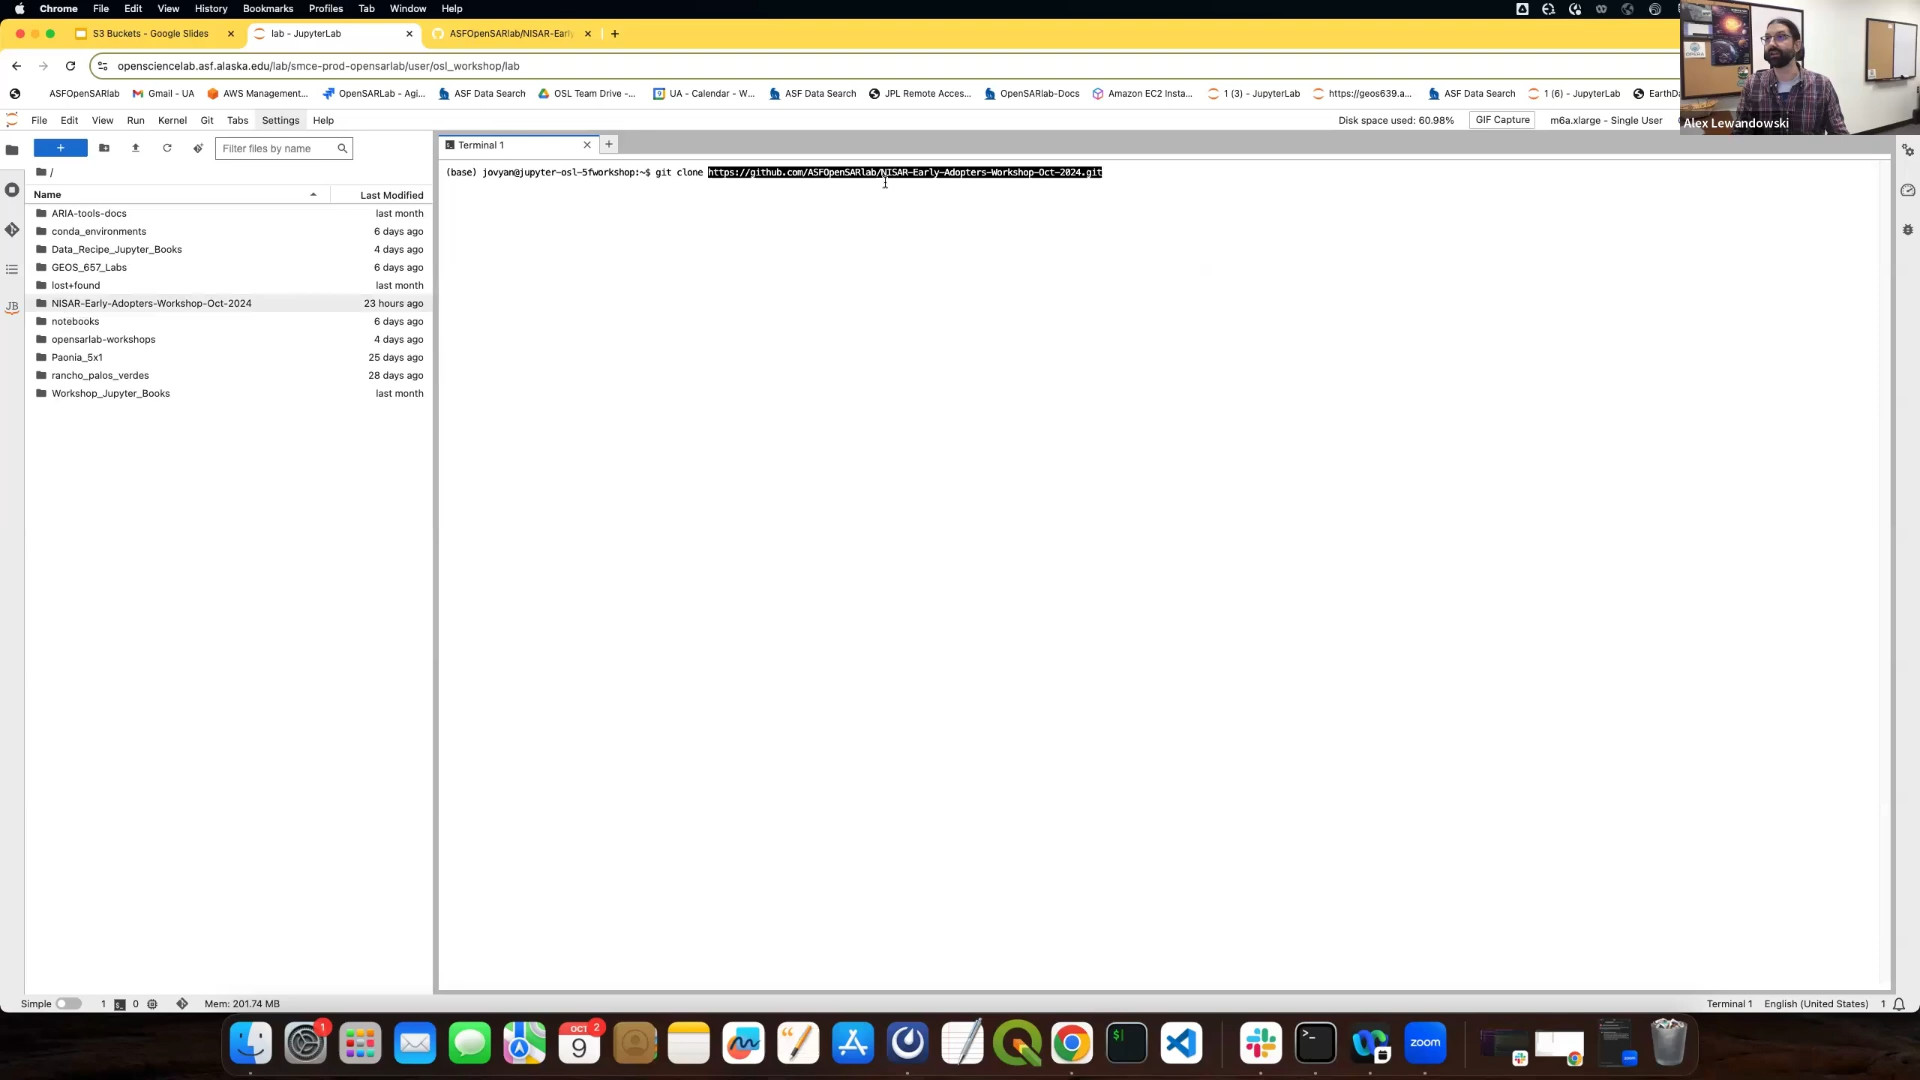 Chrome File Edit View History Bookmarks Profiles Tab Window Help
S3 Buckets - Google Slides
lab - JupyterLab
ASFOpenSARlab/NISAR-Early
opensciencelab.asf.alaska.edu/lab/smce-prod-opensarlab/user/osl_workshop/lab
ASFOpenSARlab Gmail - UA AWS Management... OpenSARLab - Agi... ASF Data Search OSL Team Drive -... UA - Calendar - W... ASF Data Search JPL Remote Acces... OpenSARlab-Docs Amazon EC2 Insta... 1 (3) - JupyterLab https://geos639.a... ASF Data Search 1 (6) - JupyterLab EarthDa
Alex Lewandowski
File Edit View Run Kernel Git Tabs Settings Help
Disk space used: 60.98% GIF Capture m6a.xlarge - Single User
Filter files by name
Terminal 1
/
(base) jovyan@jupyter-osl-5fworkshop:~$ git clone https://github.com/ASFOpenSARlab/NISAR-Early-Adopters-Workshop-Oct-2024.git
Name Last Modified
ARIA-tools-docs last month
conda_environments 6 days ago
Data_Recipe_Jupyter_Books 4 days ago
GEOS_657_Labs 6 days ago
lost+found last month
NISAR-Early-Adopters-Workshop-Oct-2024 23 hours ago
notebooks 6 days ago
opensarlab-workshops 4 days ago
Paonia_5x1 25 days ago
rancho_palos_verdes 28 days ago
Workshop_Jupyter_Books last month
JB
Simple 1 0 Mem: 201.74 MB
Terminal 1 English (United States) 1
1
OCT 2
9
$
>_
zoom